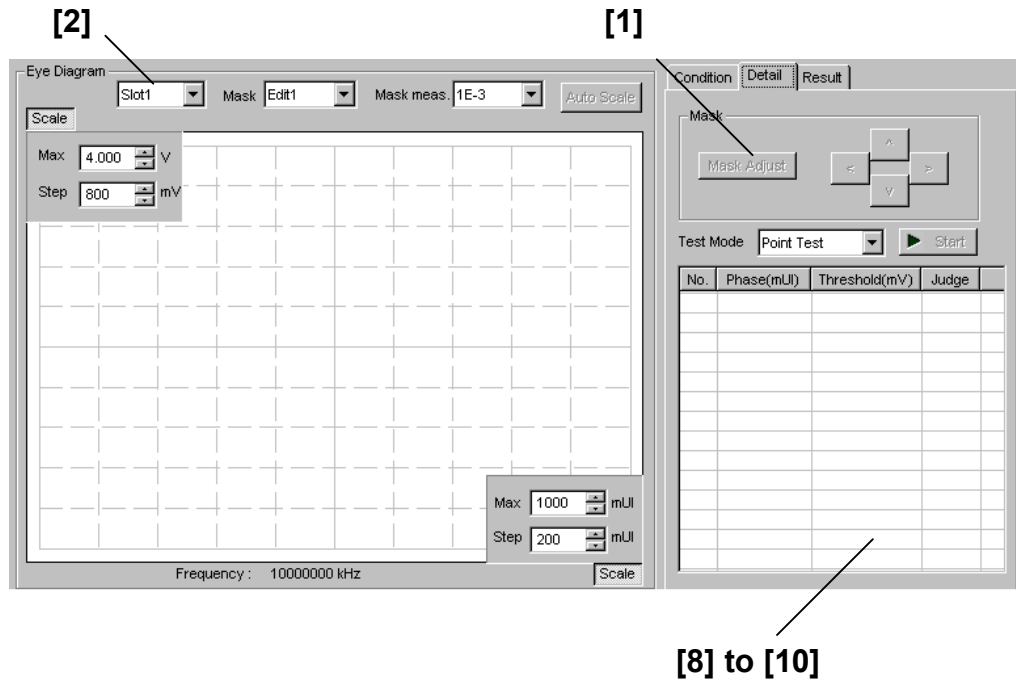 [2] [1]
Eye Diagram
Slot1 Mask Edit1 Mask meas. 1E-3 Auto Scale
Scale
Max 4.000 V
Step 800 mV
Max 1000 mUI
Step 200 mUI
Frequency : 10000000 kHz Scale
Condition Detail Result
Mask
Mask Adjust ^ < > v
Test Mode Point Test Start
No. Phase(mUI) Threshold(mV) Judge
[8] to [10]